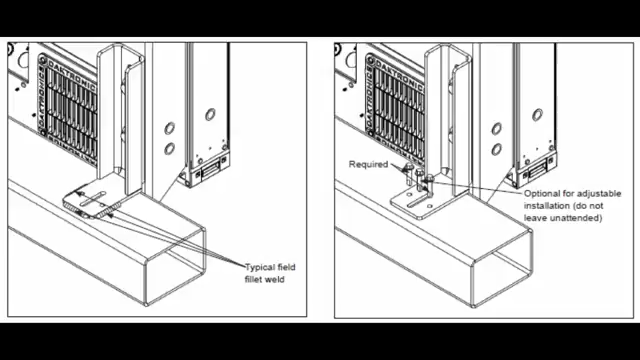 DAKTRONICS
Typical field
fillet weld
DAKTRONICS
Required
Optional for adjustable
installation (do not
leave unattended)